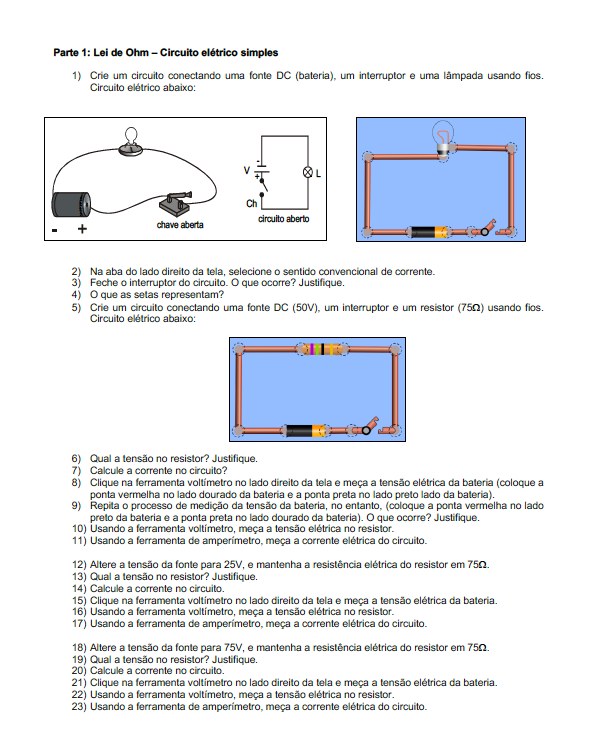 Parte 1: Lei de Ohm – Circuito elétrico simples
1) Crie um circuito conectando uma fonte DC (bateria), um interruptor e uma lâmpada usando fios.
Circuito elétrico abaixo:
V
-
+
L
Ch
- +
chave aberta
circuito aberto
2) Na aba do lado direito da tela, selecione o sentido convencional de corrente.
3) Feche o interruptor do circuito. O que ocorre? Justifique.
4) O que as setas representam?
5) Crie um circuito conectando uma fonte DC (50V), um interruptor e um resistor (75Ω) usando fios.
Circuito elétrico abaixo:
6) Qual a tensão no resistor? Justifique.
7) Calcule a corrente no circuito?
8) Clique na ferramenta voltímetro no lado direito da tela e meça a tensão elétrica da bateria (coloque a
ponta vermelha no lado dourado da bateria e a ponta preta no lado preto lado da bateria).
9) Repita o processo de medição da tensão da bateria, no entanto, (coloque a ponta vermelha no lado
preto da bateria e a ponta preta no lado dourado da bateria). O que ocorre? Justifique.
10) Usando a ferramenta voltímetro, meça a tensão elétrica no resistor.
11) Usando a ferramenta de amperímetro, meça a corrente elétrica do circuito.
12) Altere a tensão da fonte para 25V, e mantenha a resistência elétrica do resistor em 75Ω.
13) Qual a tensão no resistor? Justifique.
14) Calcule a corrente no circuito.
15) Clique na ferramenta voltímetro no lado direito da tela e meça a tensão elétrica da bateria.
16) Usando a ferramenta voltímetro, meça a tensão elétrica no resistor.
17) Usando a ferramenta de amperímetro, meça a corrente elétrica do circuito.
18) Altere a tensão da fonte para 75V, e mantenha a resistência elétrica do resistor em 75Ω.
19) Qual a tensão no resistor? Justifique.
20) Calcule a corrente no circuito.
21) Clique na ferramenta voltímetro no lado direito da tela e meça a tensão elétrica da bateria.
22) Usando a ferramenta voltímetro, meça a tensão elétrica no resistor.
23) Usando a ferramenta de amperímetro, meça a corrente elétrica do circuito.